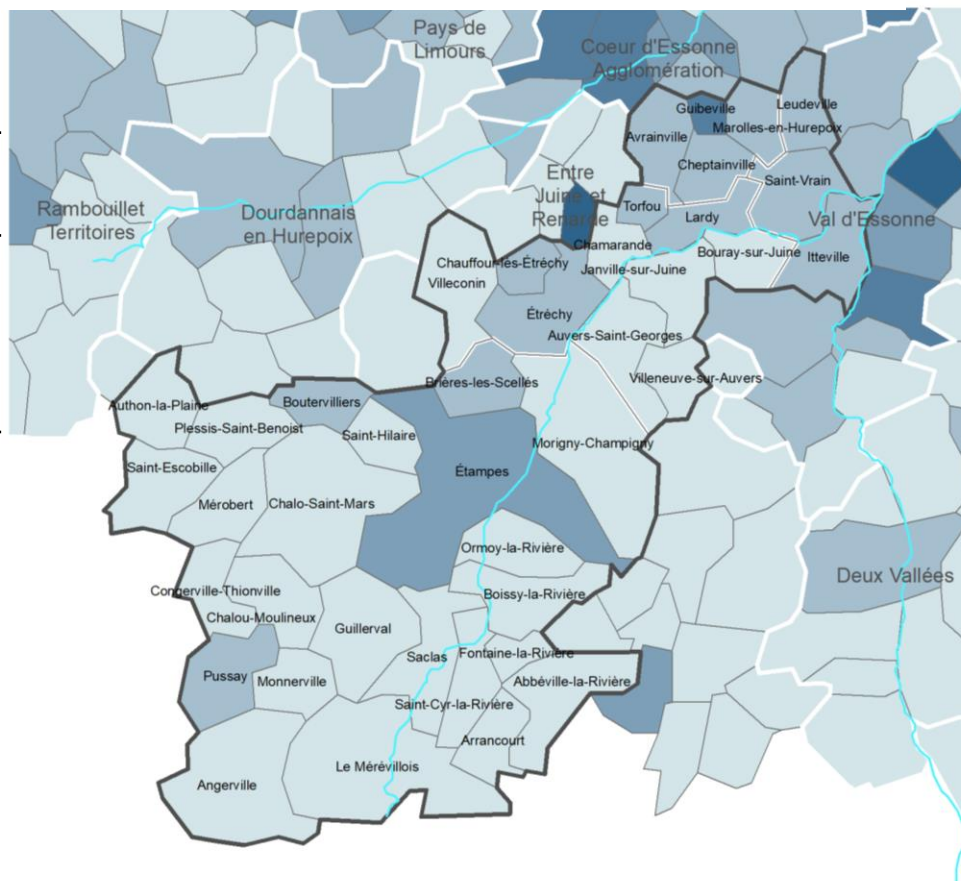 Pays de
Limours
Coeur d'Essonne
Agglomération
Guibeville
Leudeville
Avrainville
Marolles-en-Hurepoix
Cheptainville
Saint-Vrain
Entre
Juine et
Renarde
Torfou
Lardy
Val d'Essonne
Rambouillet
Territoires
Dourdannais
en Hurepoix
Chamarande
Bouray-sur-Juine
Itteville
Chauffour-lès-Étréchy
Janville-sur-Juine
Villeconin
Étréchy
Auvers-Saint-Georges
Brières-les-Scellés
Villeneuve-sur-Auvers
Authon-la-Plaine
Boutervilliers
Plessis-Saint-Benoist
Saint-Hilaire
Morigny-Champigny
Saint-Escobille
Étampes
Mérobert
Chalo-Saint-Mars
Ormoy-la-Rivière
Deux Vallées
Congerville-Thionville
Boissy-la-Rivière
Chalou-Moulineux
Guillerval
Saclas
Fontaine-la-Rivière
Pussay
Monnerville
Abbéville-la-Rivière
Saint-Cyr-la-Rivière
Arrancourt
Le Mérévillois
Angerville